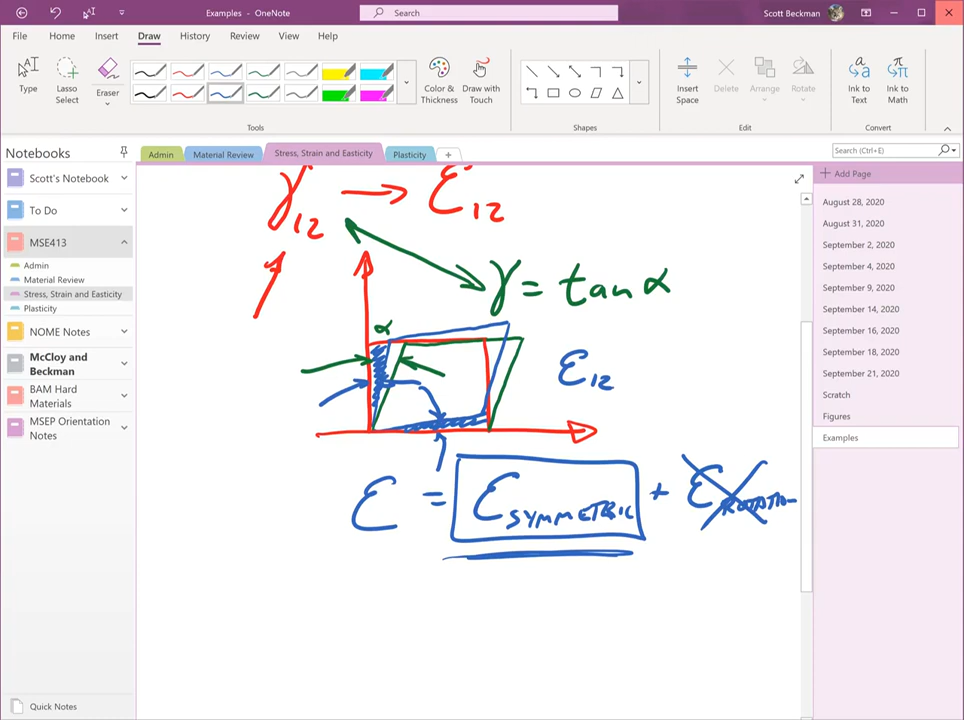 Examples - OneNote
Search
Scott Beckman
File Home Insert Draw History Review View Help
Type
Lasso Select
Eraser
Color & Thickness
Draw with Touch
Insert Space
Delete
Arrange
Rotate
Ink to Text
Ink to Math
Tools Shapes Edit Convert
Notebooks
Admin Material Review Stress, Strain and Easticity Plasticity +
Search (Ctrl+E)
Scott's Notebook
To Do
MSE413
Admin
Material Review
Stress, Strain and Easticity
Plasticity
NOME Notes
McCloy and Beckman
BAM Hard Materials
MSEP Orientation Notes
Quick Notes
γ12 → ε12
γ = tan α
α
ε12
ε = ε SYMMETRIC + ε ROTATION
Add Page
August 28, 2020
August 31, 2020
September 2, 2020
September 4, 2020
September 9, 2020
September 14, 2020
September 16, 2020
September 18, 2020
September 21, 2020
Scratch
Figures
Examples